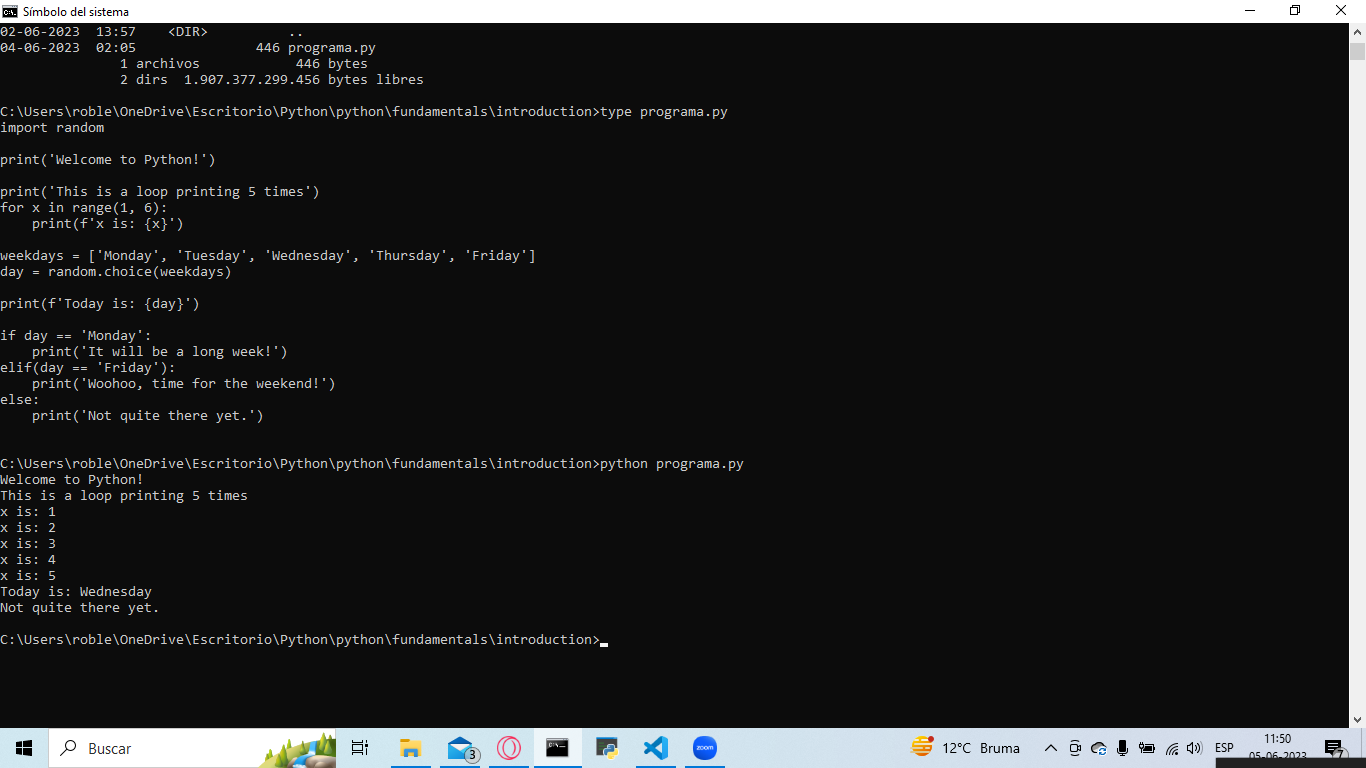 Símbolo del sistema
02-06-2023  13:57    <DIR>          ..
04-06-2023  02:05               446 programa.py
               1 archivos            446 bytes
               2 dirs  1.907.377.299.456 bytes libres
C:\Users\roble\OneDrive\Escritorio\Python\python\fundamentals\introduction>type programa.py
import random
print('Welcome to Python!')
print('This is a loop printing 5 times')
for x in range(1, 6):
    print(f'x is: {x}')
weekdays = ['Monday', 'Tuesday', 'Wednesday', 'Thursday', 'Friday']
day = random.choice(weekdays)
print(f'Today is: {day}')
if day == 'Monday':
    print('It will be a long week!')
elif(day == 'Friday'):
    print('Woohoo, time for the weekend!')
else:
    print('Not quite there yet.')
C:\Users\roble\OneDrive\Escritorio\Python\python\fundamentals\introduction>python programa.py
Welcome to Python!
This is a loop printing 5 times
x is: 1
x is: 2
x is: 3
x is: 4
x is: 5
Today is: Wednesday
Not quite there yet.
C:\Users\roble\OneDrive\Escritorio\Python\python\fundamentals\introduction>
Buscar
3
zoom
12°C Bruma
ESP
11:50
05-06-2023
7